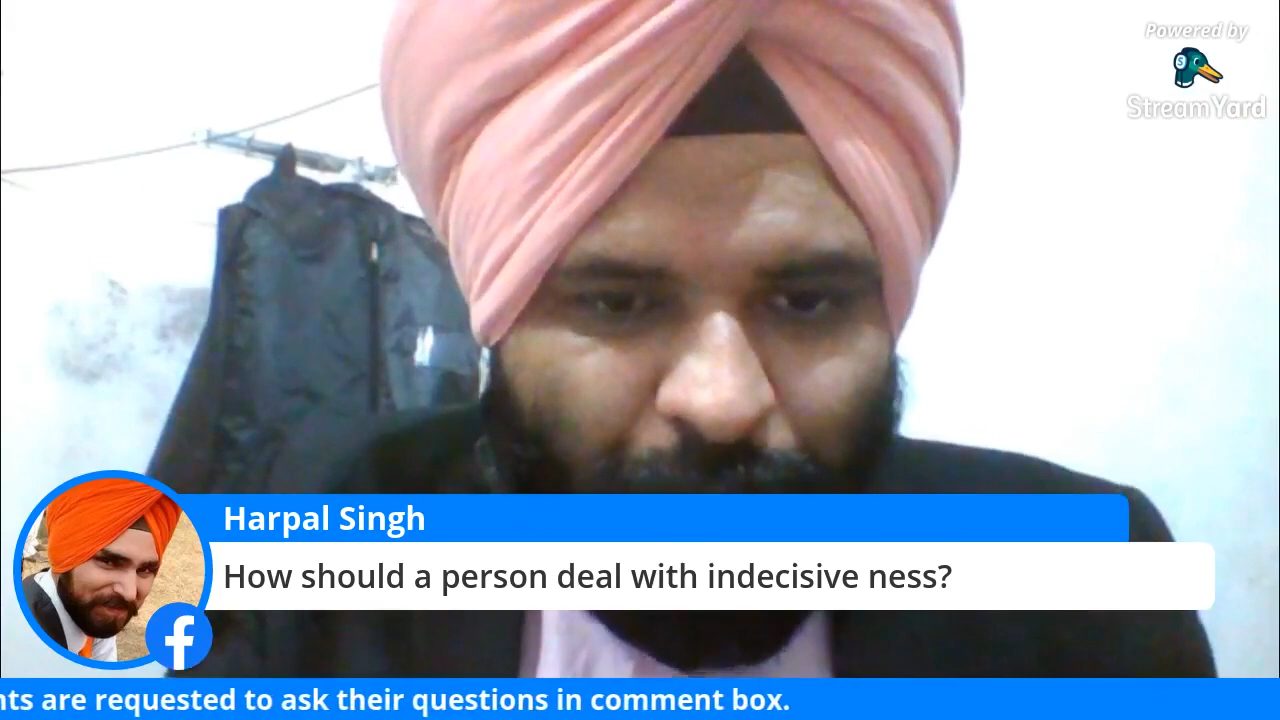 Powered by
StreamYard
Harpal Singh
How should a person deal with indecisive ness?
are requested to ask their questions in comment box.